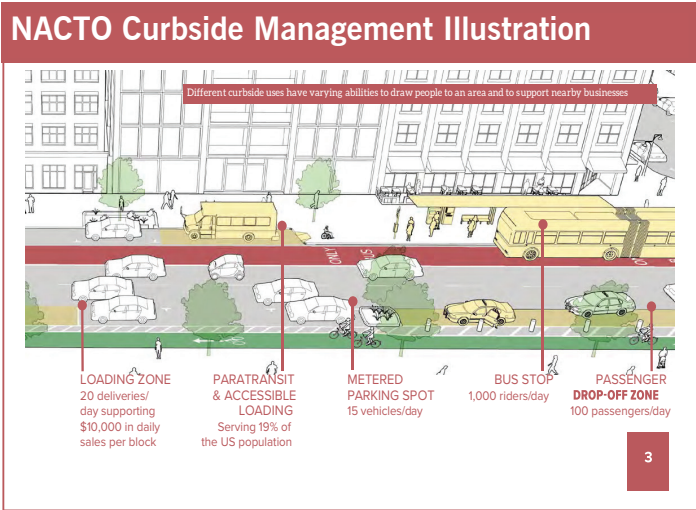 NACTO Curbside Management Illustration
Different curbside uses have varying abilities to draw people to an area and to support nearby businesses
ONLY
BUS
LOADING ZONE
20 deliveries/
day supporting
$10,000 in daily
sales per block
PARATRANSIT
& ACCESSIBLE
LOADING
Serving 19% of
the US population
METERED
PARKING SPOT
15 vehicles/day
BUS STOP
1,000 riders/day
PASSENGER
DROP-OFF ZONE
100 passengers/day
3